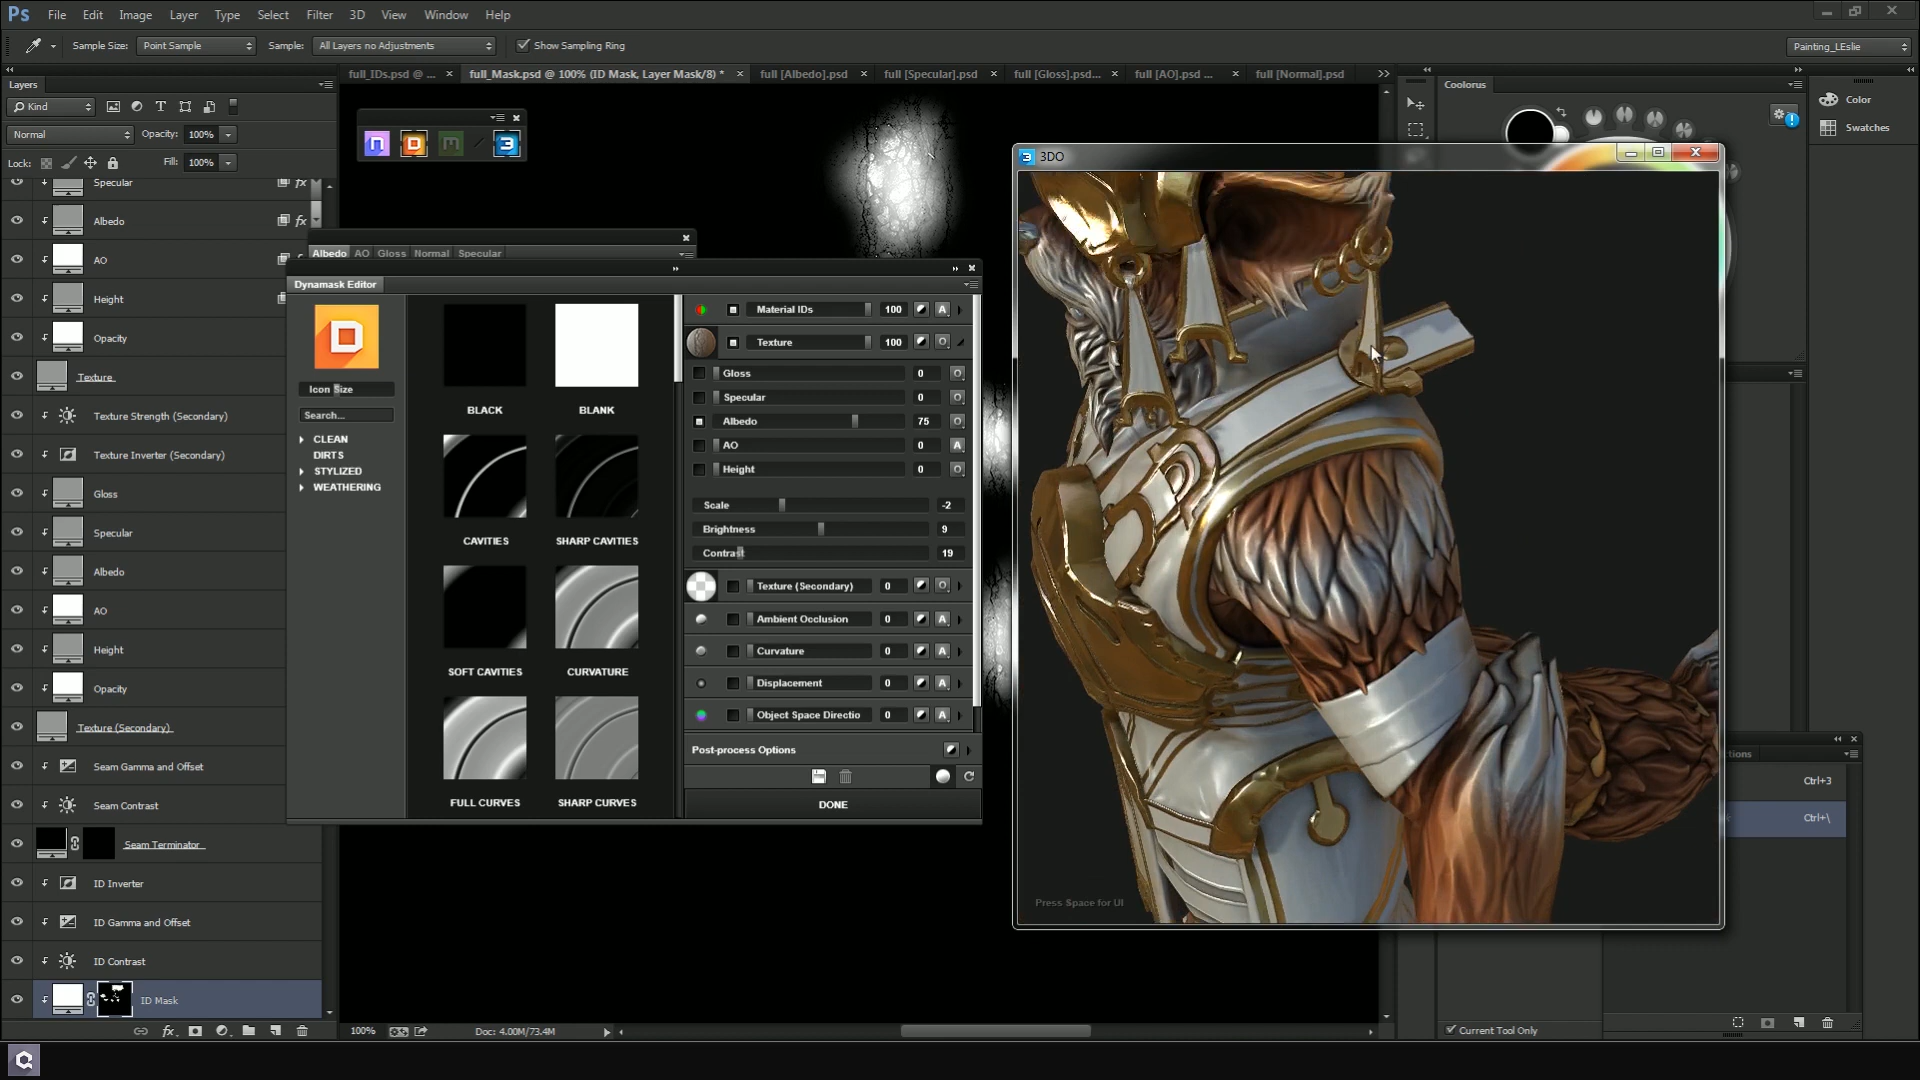 Ps File Edit Image Layer Type Select Filter 3D View Window Help
Sample Size: Point Sample Sample: All Layers no Adjustments Show Sampling Ring Painting_LEslie
Layers
Kind
Normal Opacity: 100%
Lock: Fill: 100%
Specular fx
Albedo fx
AO
Height
Opacity
Texture
Texture Strength (Secondary)
Texture Inverter (Secondary)
Gloss
Specular
Albedo
AO
Height
Opacity
Texture (Secondary)
Seam Gamma and Offset
Seam Contrast
Seam Terminator
ID Inverter
ID Gamma and Offset
ID Contrast
ID Mask
fx
full_IDs.psd @ ... full_Mask.psd @ 100% (ID Mask, Layer Mask/8) * full [Albedo].psd full [Specular].psd full [Gloss].psd... full [AO].psd ... full [Normal].psd
Albedo AO Gloss Normal Specular
Dynamask Editor
Icon Size
Search...
CLEAN
DIRTS
STYLIZED
WEATHERING
BLACK BLANK
CAVITIES SHARP CAVITIES
SOFT CAVITIES CURVATURE
FULL CURVES SHARP CURVES
Material IDs 100 A
Texture 100 O
Gloss 0 O
Specular 0 O
Albedo 75 O
AO 0 A
Height 0 O
Scale -2
Brightness 9
Contrast 19
Texture (Secondary) 0 O
Ambient Occlusion 0 A
Curvature 0 A
Displacement 0 A
Object Space Directio 0 A
Post-process Options
DONE
3DO
Press Space for UI
Coolorus
Color
Swatches
ctions
Ctrl+3
Ctrl+\
Current Tool Only
100% Doc: 4.00M/73.4M